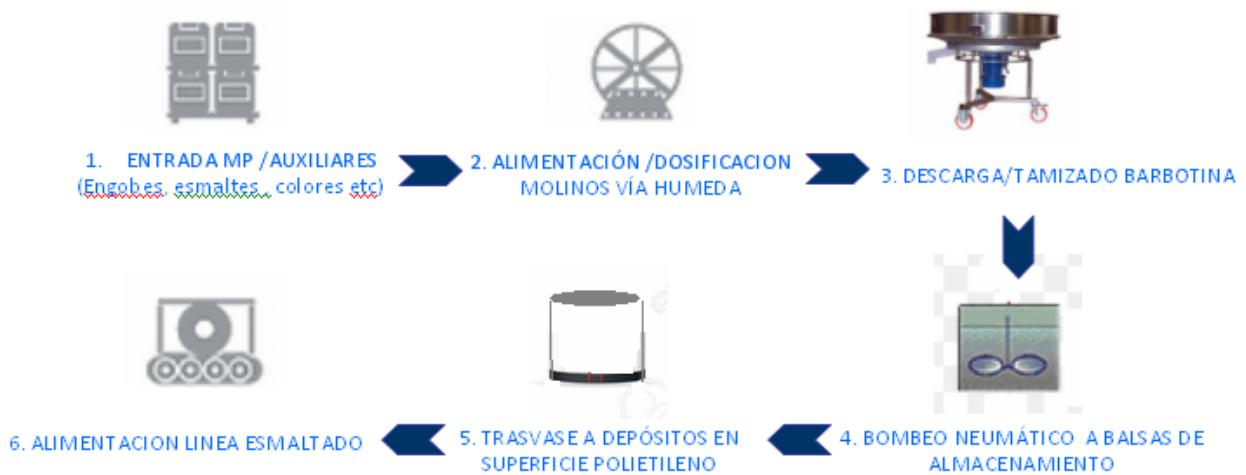 1. ENTRADA MP /AUXILIARES
(Engobes, esmaltes , colores etc)
2. ALIMENTACIÓN /DOSIFICACION
MOLINOS VÍA HUMEDA
3. DESCARGA/TAMIZADO BARBOTINA
4. BOMBEO NEUMÁTICO A BALSAS DE
ALMACENAMIENTO
5. TRASVASE A DEPÓSITOS EN
SUPERFICIE POLIETILENO
6. ALIMENTACION LINEA ESMALTADO